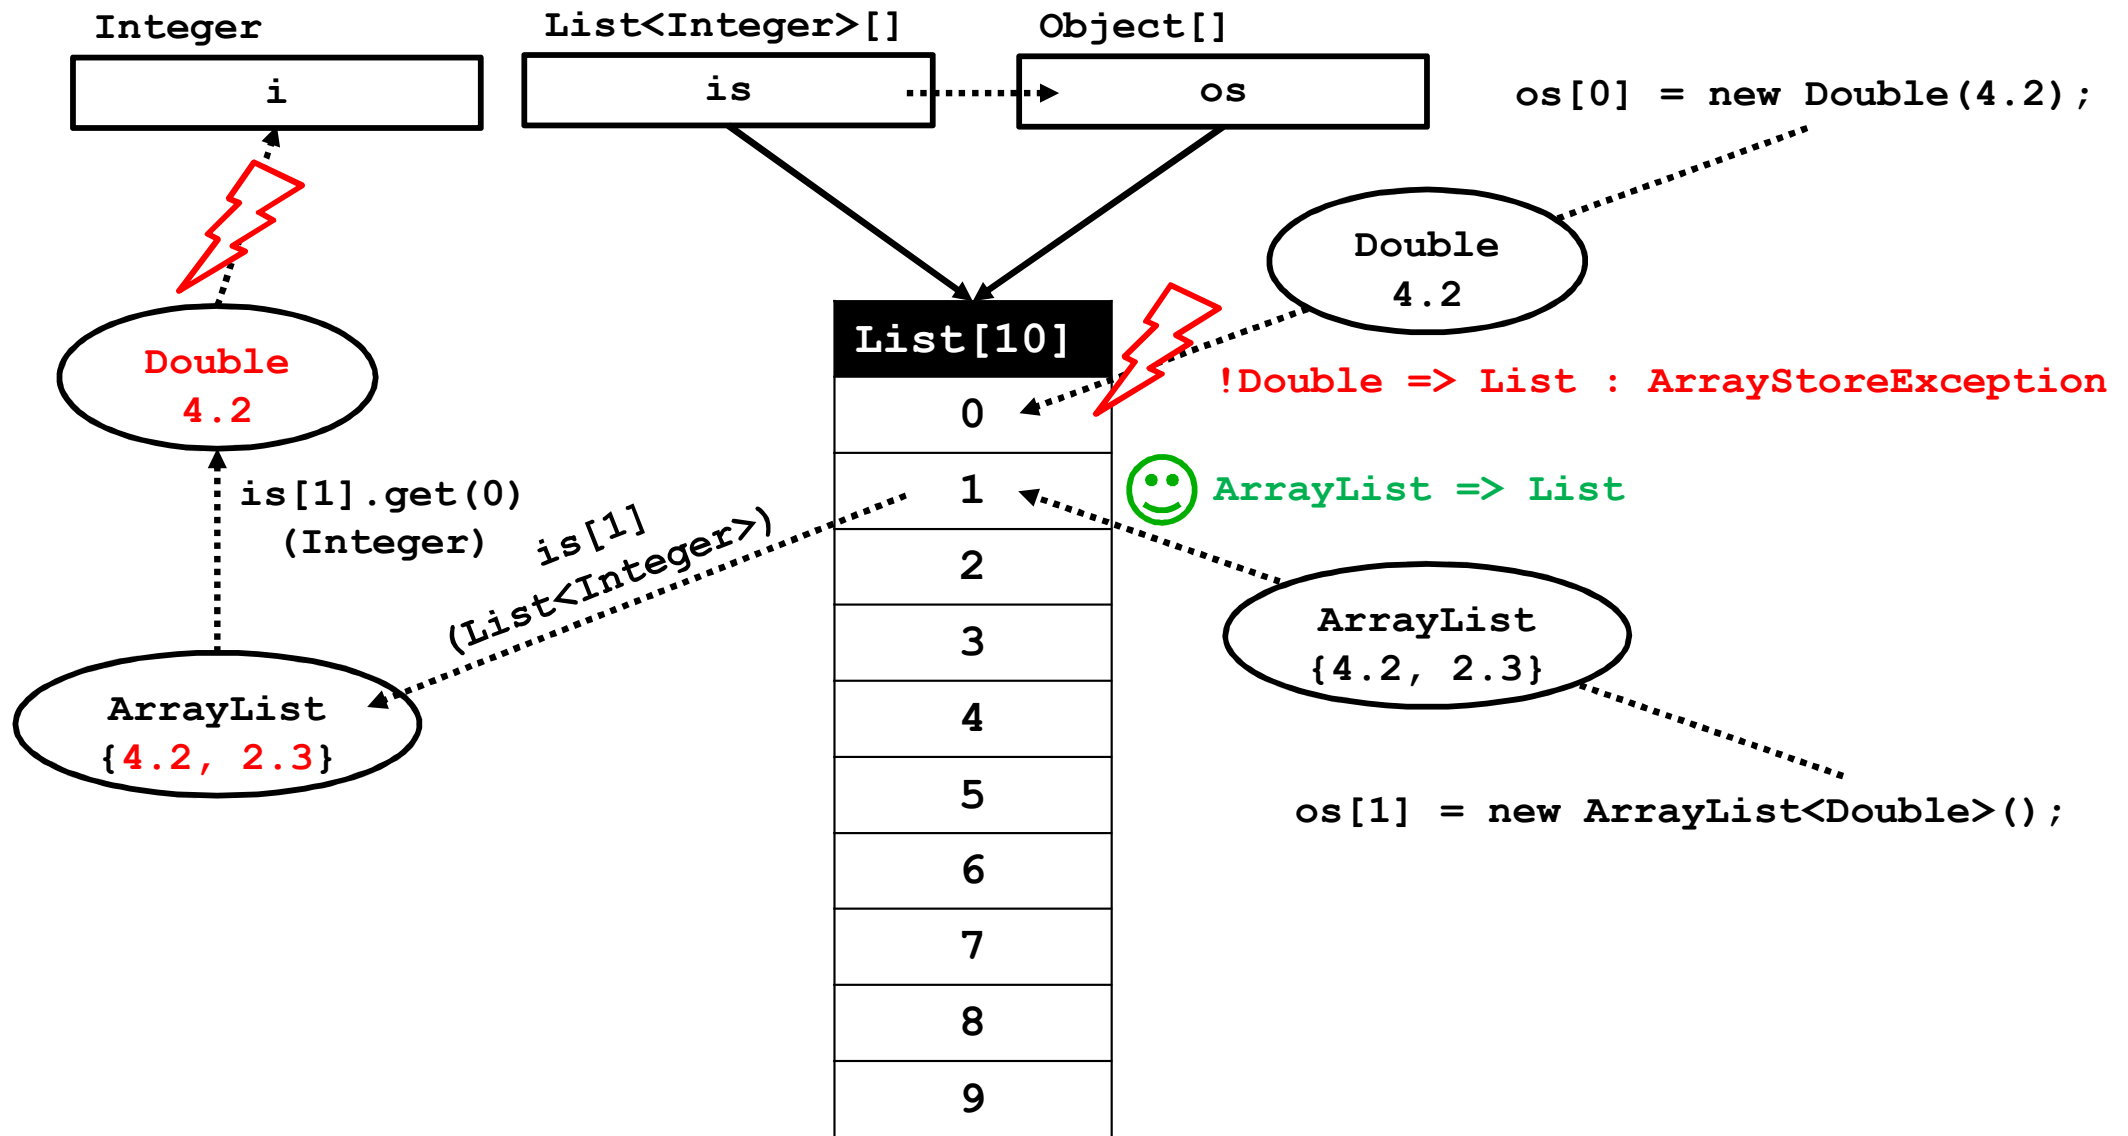 Integer
List<Integer>[]
Object[]
i
is
os
os[0] = new Double(4.2);
Double
4.2
List[10]
Double
4.2
!Double => List : ArrayStoreException
0
is[1].get(0)
(Integer)
is[1]
(List<Integer>)
1
ArrayList => List
2
ArrayList
{4.2, 2.3}
3
ArrayList
{4.2, 2.3}
4
5
os[1] = new ArrayList<Double>();
6
7
8
9